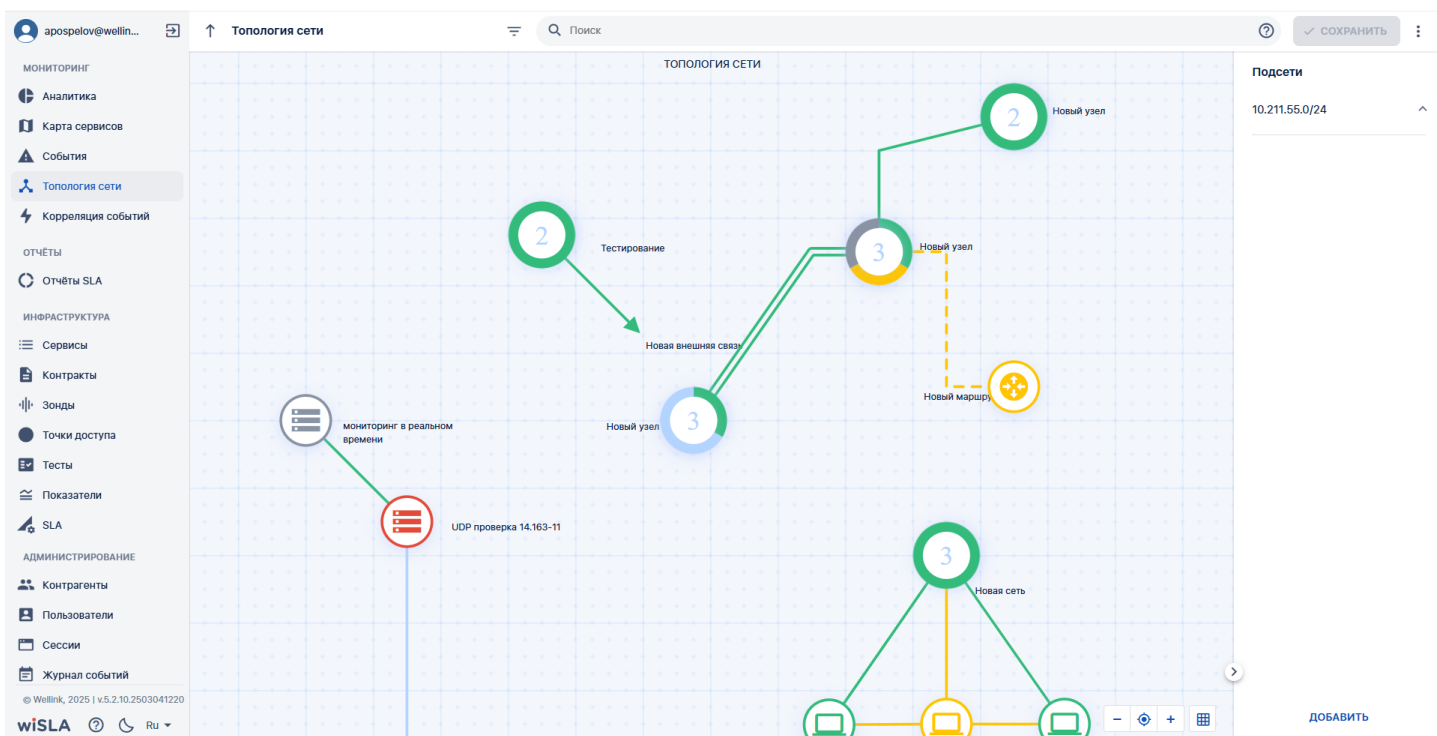 apospelov@wellin...
Топология сети
Поиск
СОХРАНИТЬ
МОНИТОРИНГ
Аналитика
Карта сервисов
События
Топология сети
Корреляция событий
ОТЧЁТЫ
Отчёты SLA
ИНФРАСТРУКТУРА
Сервисы
Контракты
Зонды
Точки доступа
Тесты
Показатели
SLA
АДМИНИСТРИРОВАНИЕ
Контрагенты
Пользователи
Сессии
Журнал событий
© Wellink, 2025 | v.5.2.10.2503041220
wiSLA
Ru
ТОПОЛОГИЯ СЕТИ
2
Новый узел
2
Тестирование
3
Новый узел
Новая внешняя связь
Новый маршру
3
Новый узел
мониторинг в реальном
времени
UDP проверка 14.163-11
3
Новая сеть
Подсети
10.211.55.0/24
ДОБАВИТЬ